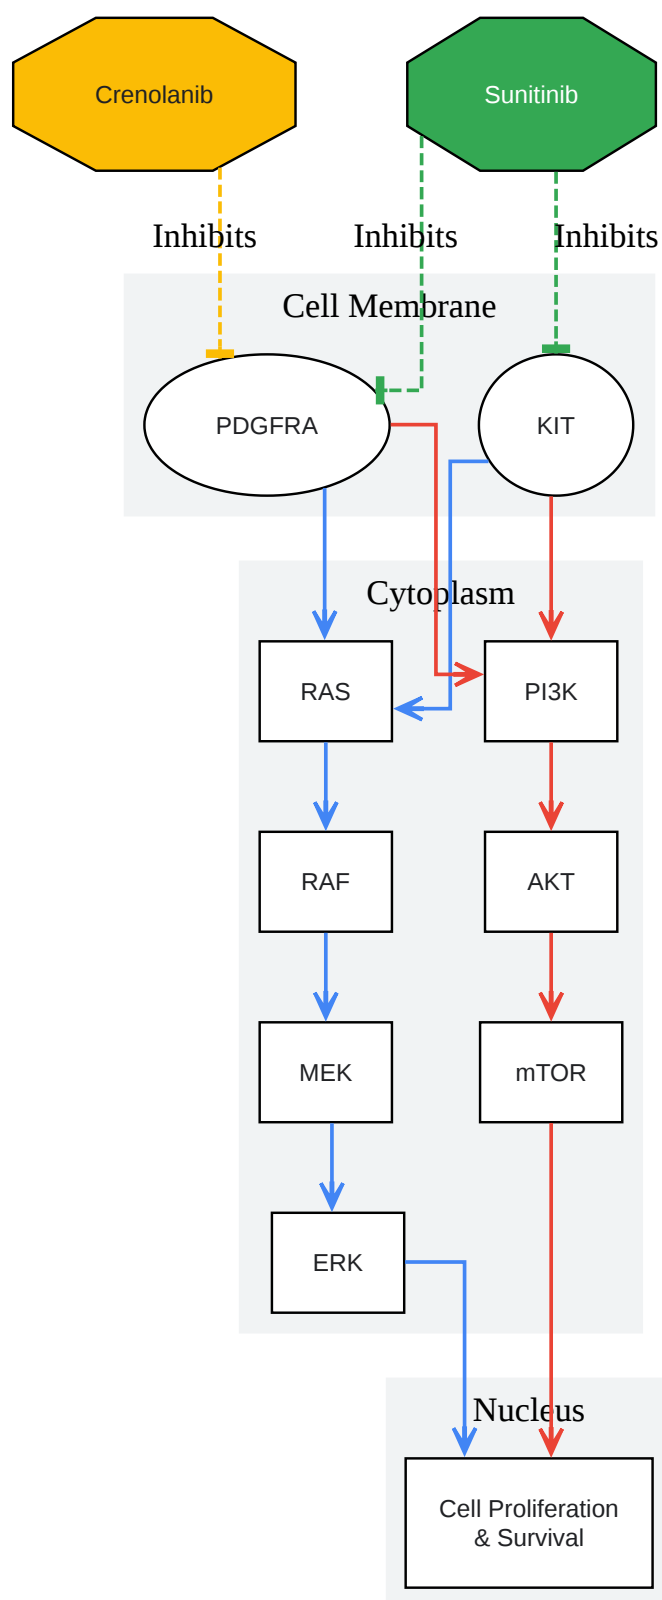 Crenolanib
Sunitinib
Inhibits
Inhibits
Inhibits
Cell Membrane
PDGFRA
KIT
Cytoplasm
RAS
PI3K
RAF
AKT
MEK
mTOR
ERK
Nucleus
Cell Proliferation
& Survival